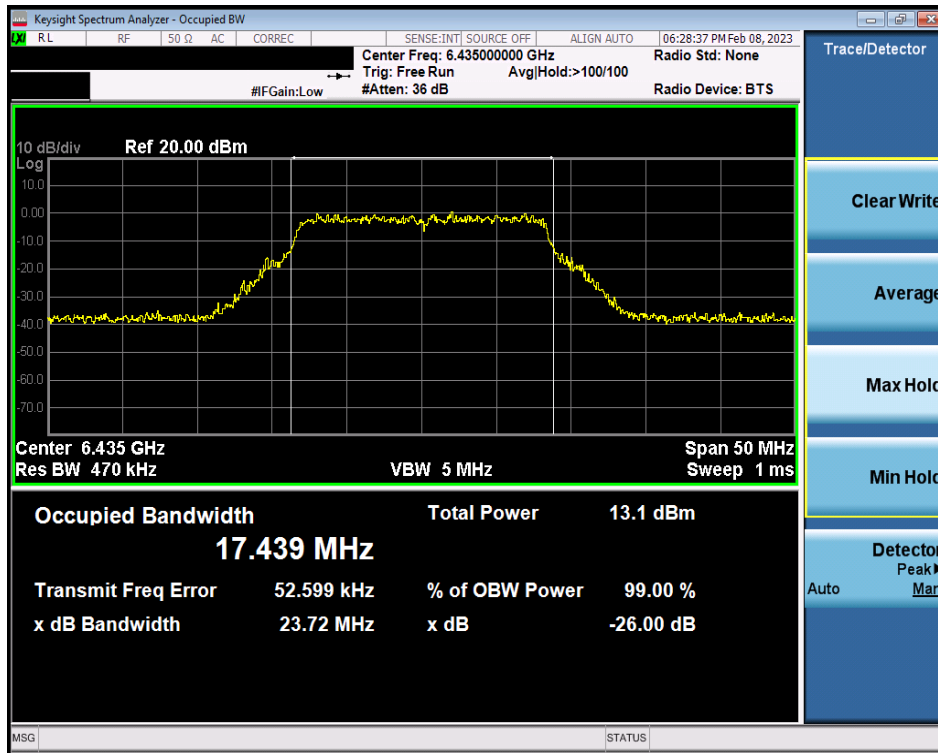 Keysight Spectrum Analyzer - Occupied BW
LXI RL RF 50 Ω AC CORREC SENSE:INT SOURCE OFF ALIGN AUTO 06:28:37 PM Feb 08, 2023
Center Freq: 6.435000000 GHz Radio Std: None
Trig: Free Run Avg|Hold:>100/100
#IFGain:Low #Atten: 36 dB Radio Device: BTS
10 dB/div Ref 20.00 dBm
Log
10.0
0.00
-10.0
-20.0
-30.0
-40.0
-50.0
-60.0
-70.0
Center 6.435 GHz Span 50 MHz
Res BW 470 kHz VBW 5 MHz Sweep 1 ms
Occupied Bandwidth Total Power 13.1 dBm
17.439 MHz
Transmit Freq Error 52.599 kHz % of OBW Power 99.00 %
x dB Bandwidth 23.72 MHz x dB -26.00 dB
MSG STATUS
Trace/Detector
Clear Write
Average
Max Hold
Min Hold
Detector
Peak
Auto Man